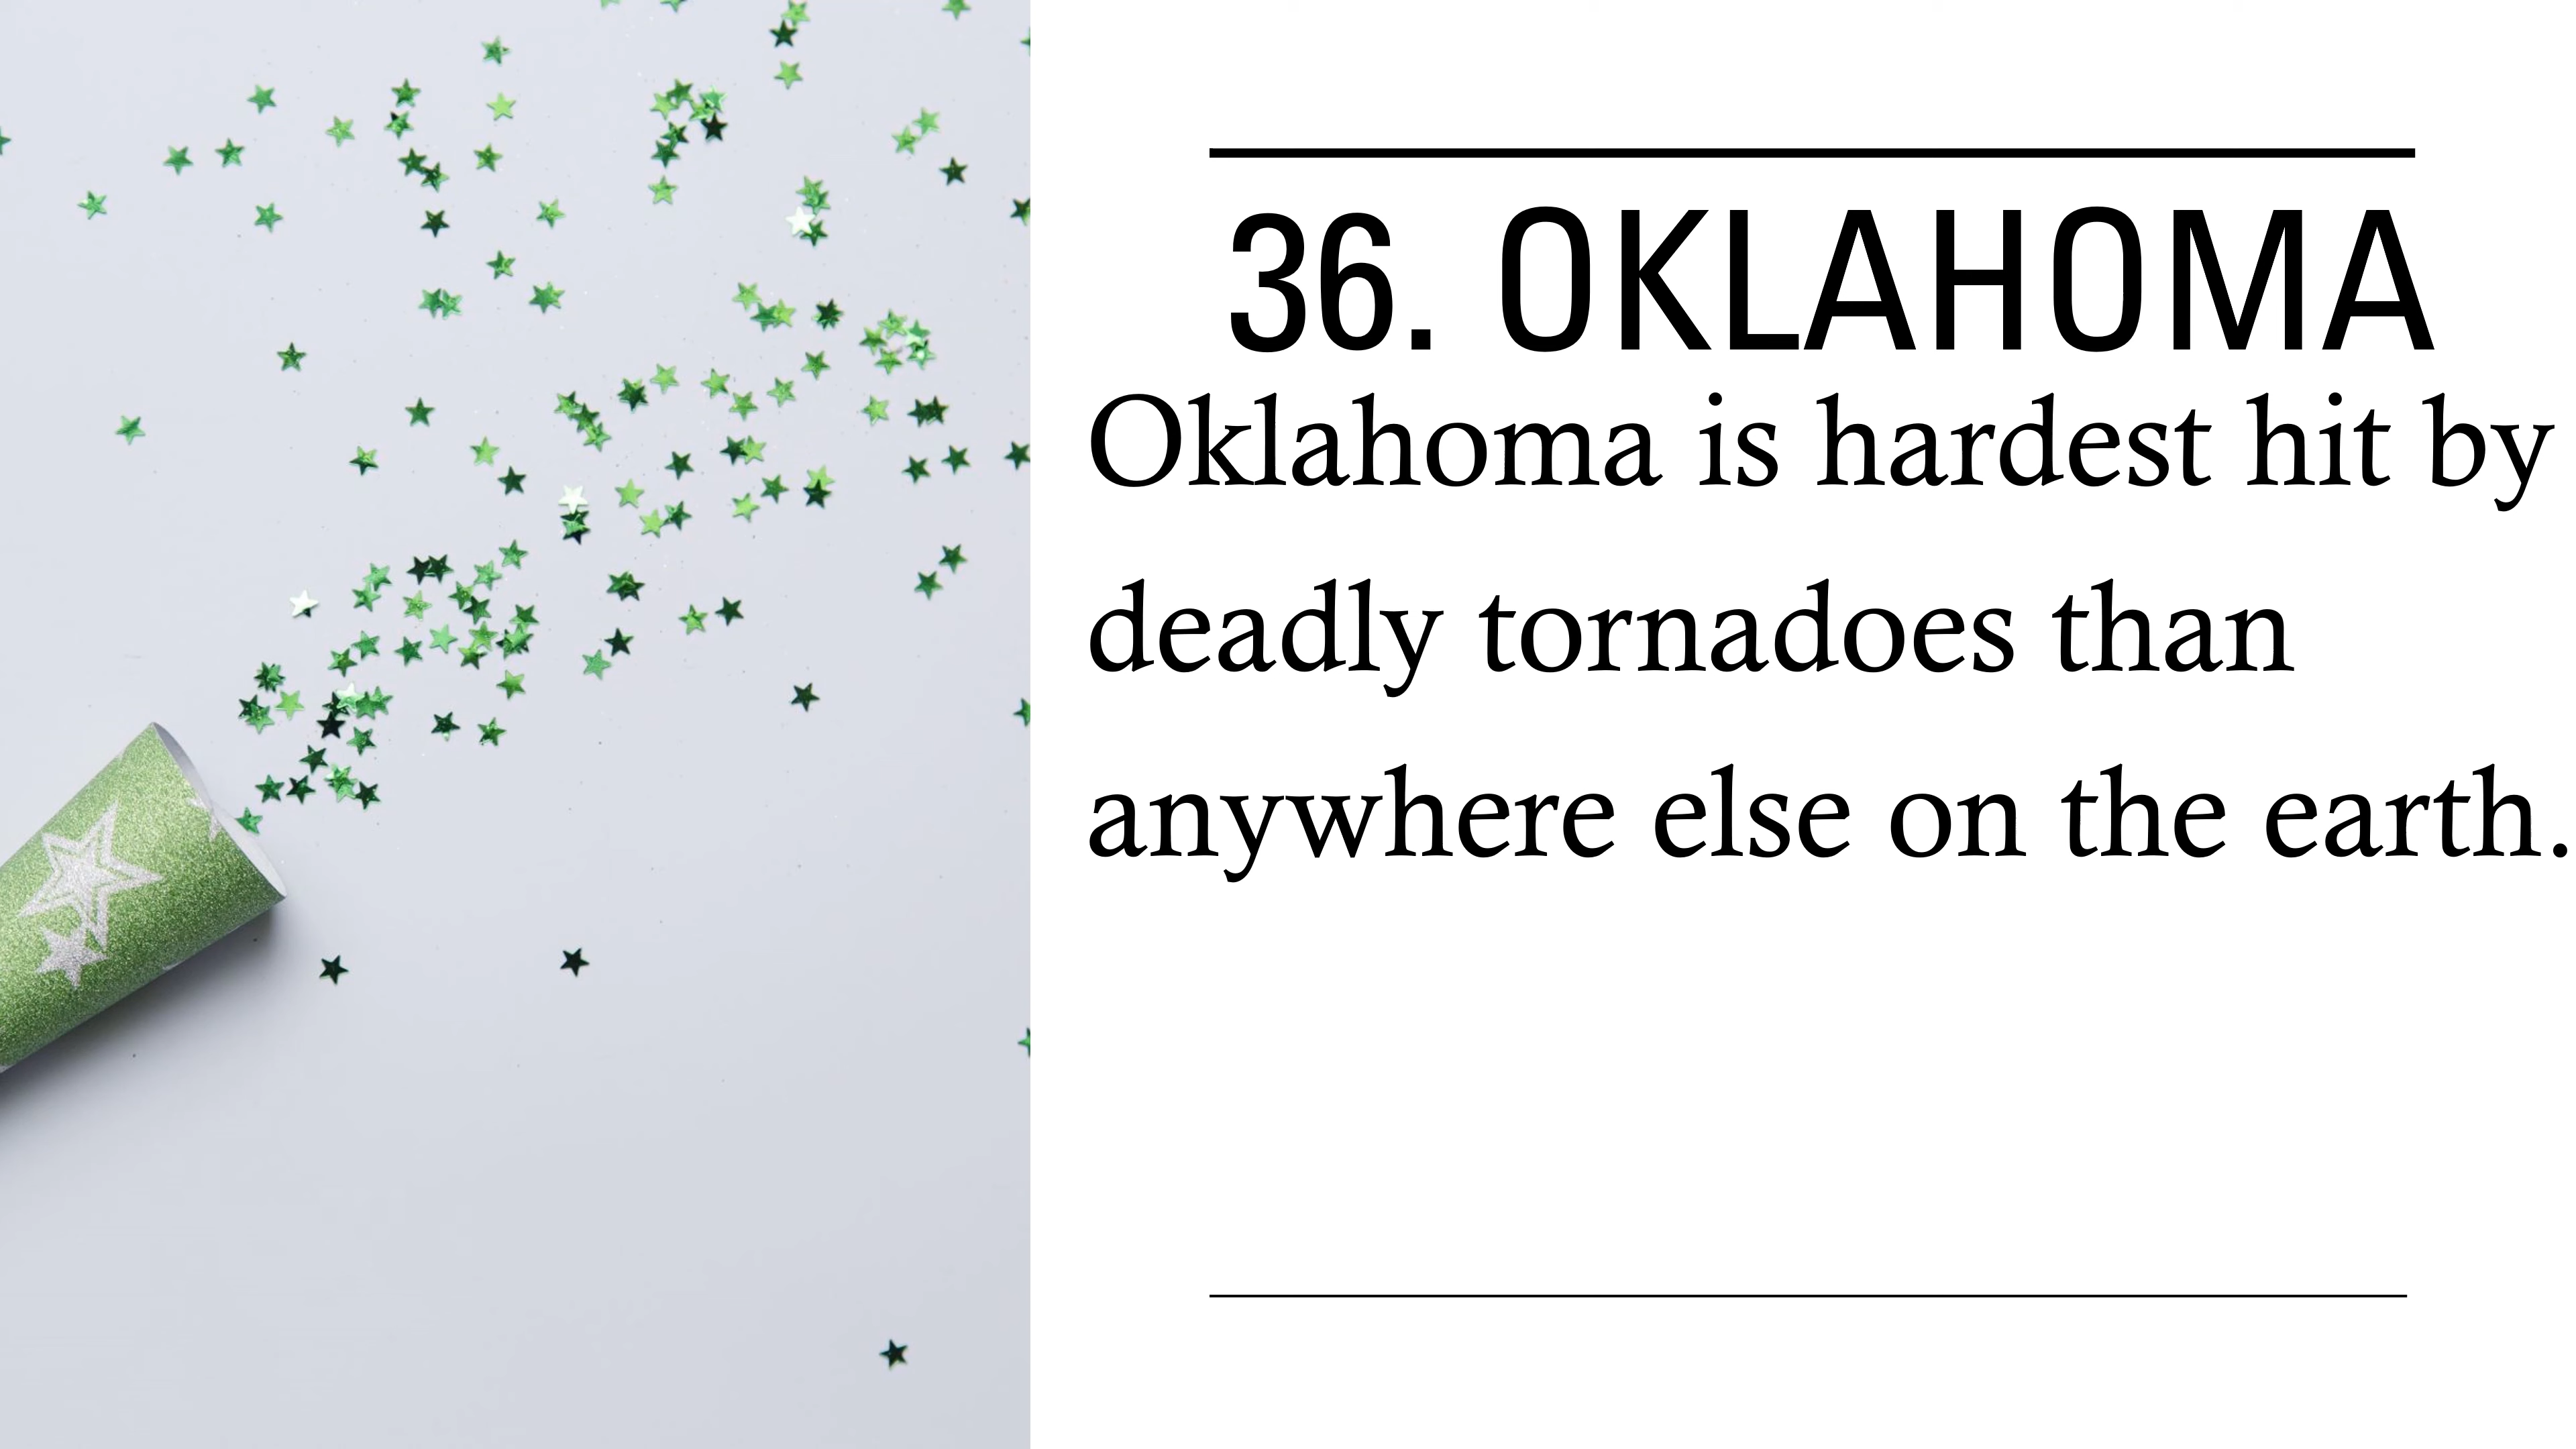 36. OKLAHOMA
Oklahoma is hardest hit by
deadly tornadoes than
anywhere else on the earth.